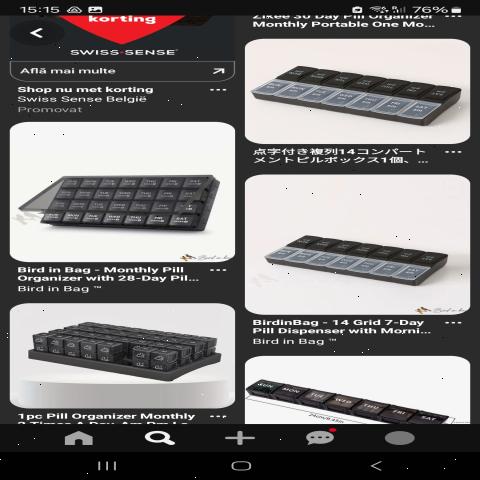 15:15
76%
korting
SWISS·SENSE
Află mai multe
Shop nu met korting
Swiss Sense België
Promovat
Bird in Bag - Monthly Pill
Organizer with 28-Day Pil...
Bird in Bag ™
1pc Pill Organizer Monthly
Zikee 30 Day Pill Organizer
Monthly Portable One Mo...
点字付き複列14コンパート
メントピルボックス1個、...
BirdinBag - 14 Grid 7-Day
Pill Dispenser with Morni...
Bird in Bag ™
SUN MON TUE WED THU FRI SAT